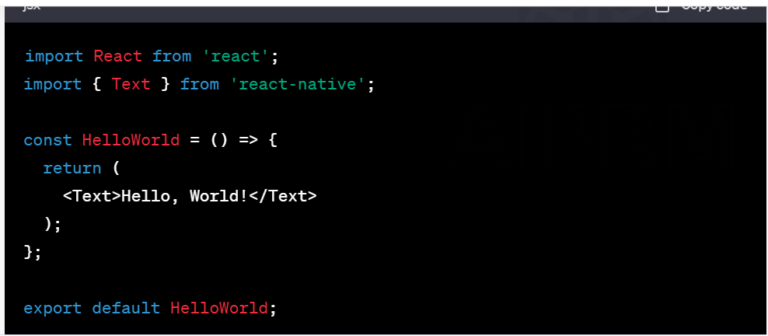 jsx Copy code
import React from 'react';
import { Text } from 'react-native';
const HelloWorld = () => {
return (
<Text>Hello, World!</Text>
);
};
export default HelloWorld;